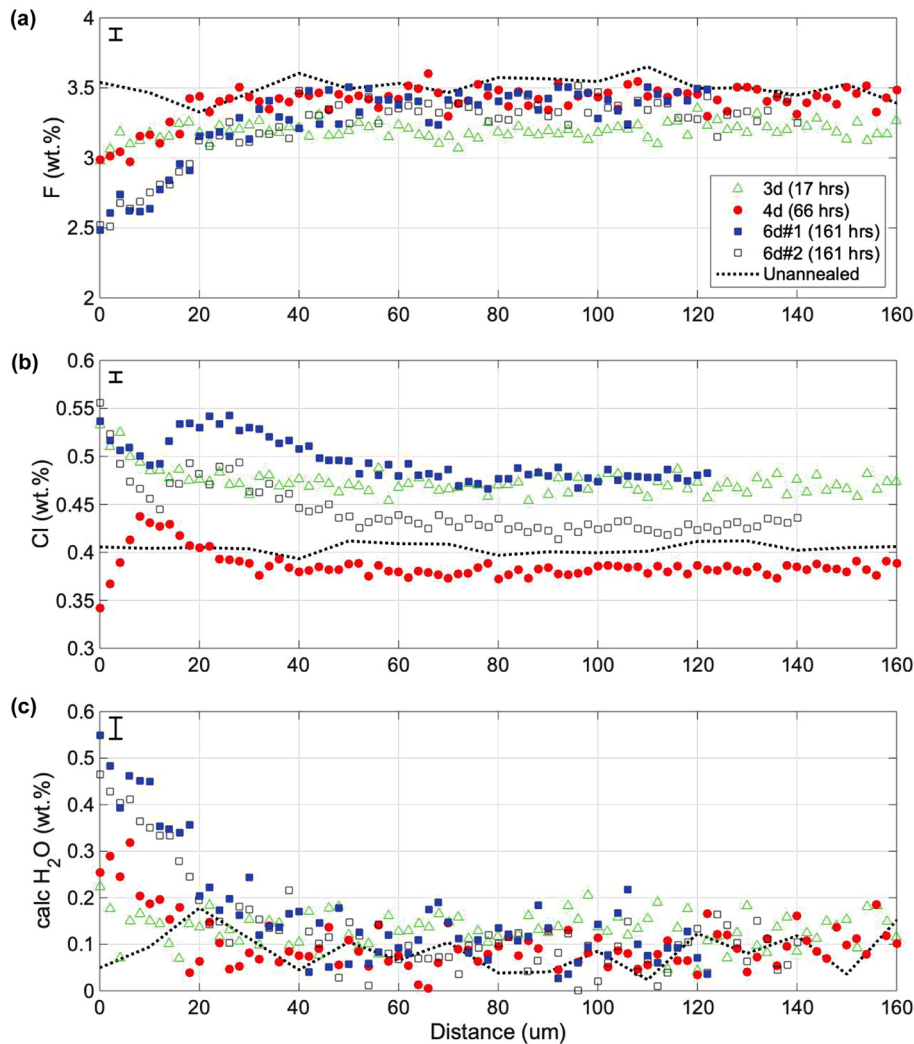 (a)
4
3.5
3
2.5
2
F (wt.%)
3d (17 hrs)
4d (66 hrs)
6d#1 (161 hrs)
6d#2 (161 hrs)
Unannealed
0 20 40 60 80 100 120 140 160
(b)
0.6
0.55
0.5
0.45
0.4
0.35
0.3
Cl (wt.%)
0 20 40 60 80 100 120 140 160
(c)
0.6
0.5
0.4
0.3
0.2
0.1
0
calc H2O (wt.%)
0 20 40 60 80 100 120 140 160
Distance (um)